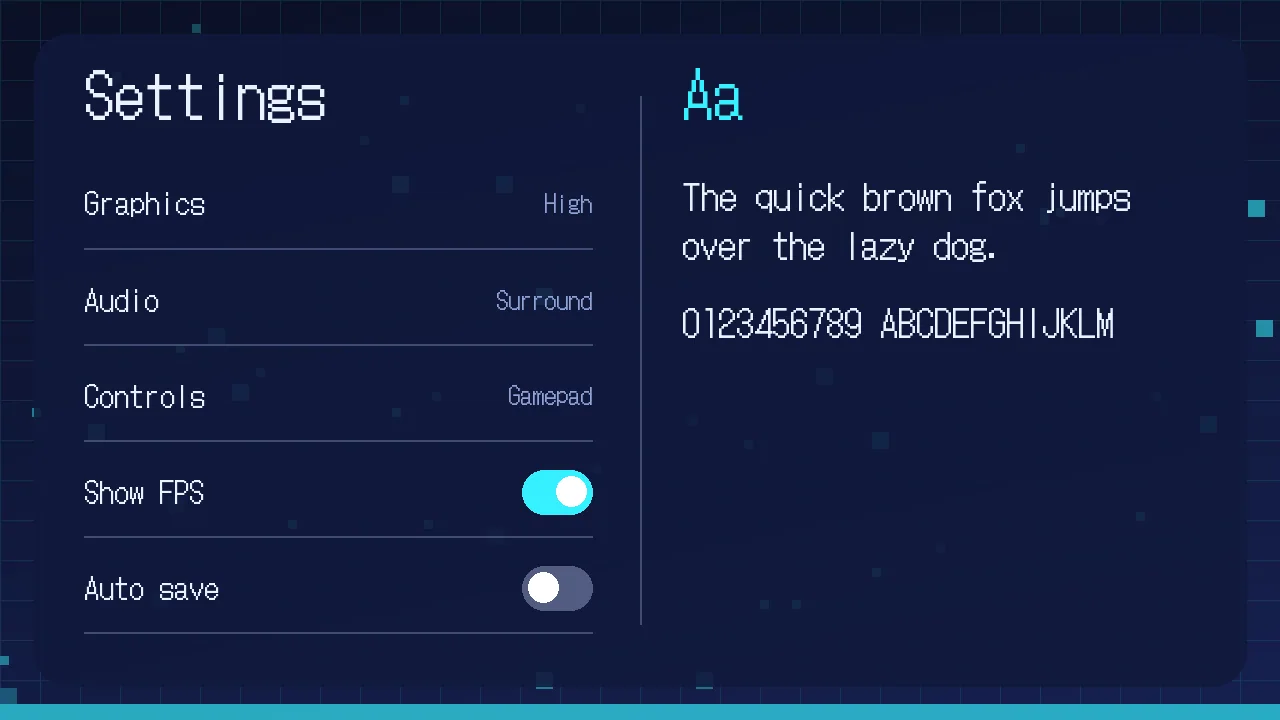 Settings
Graphics High
Audio Surround
Controls Gamepad
Show FPS
Auto save
Aa
The quick brown fox jumps
over the lazy dog.
0123456789 ABCDEFGHIJKLM